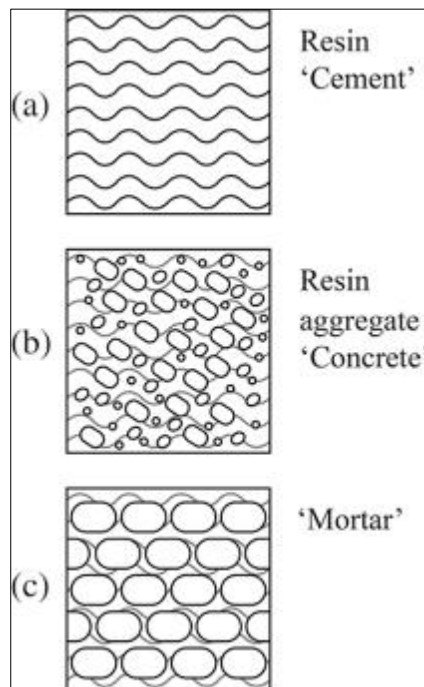 (a)
Resin
‘Cement’
(b)
Resin
aggregate
‘Concrete’
(c)
‘Mortar’